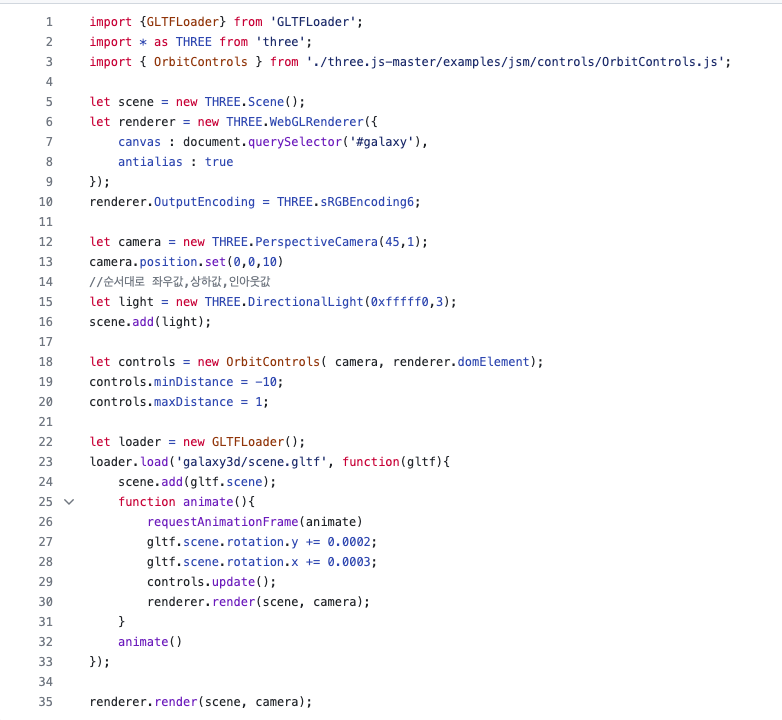 1 import {GLTFLoader} from 'GLTFLoader';
2 import * as THREE from 'three';
3 import { OrbitControls } from './three.js-master/examples/jsm/controls/OrbitControls.js';
4
5 let scene = new THREE.Scene();
6 let renderer = new THREE.WebGLRenderer({
7     canvas : document.querySelector('#galaxy'),
8     antialias : true
9 });
10 renderer.OutputEncoding = THREE.sRGBEncoding6;
11
12 let camera = new THREE.PerspectiveCamera(45,1);
13 camera.position.set(0,0,10)
14 //순서대로 좌우값,상하값,인아웃값
15 let light = new THREE.DirectionalLight(0xfffff0,3);
16 scene.add(light);
17
18 let controls = new OrbitControls( camera, renderer.domElement);
19 controls.minDistance = -10;
20 controls.maxDistance = 1;
21
22 let loader = new GLTFLoader();
23 loader.load('galaxy3d/scene.gltf', function(gltf){
24     scene.add(gltf.scene);
25     function animate(){
26         requestAnimationFrame(animate)
27         gltf.scene.rotation.y += 0.0002;
28         gltf.scene.rotation.x += 0.0003;
29         controls.update();
30         renderer.render(scene, camera);
31     }
32     animate()
33 });
34
35 renderer.render(scene, camera);